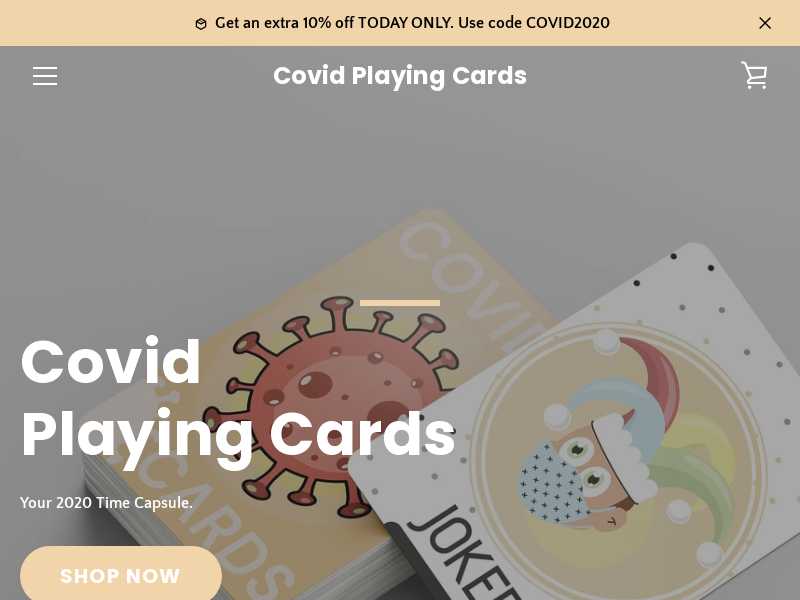 Get an extra 10% off TODAY ONLY. Use code COVID2020
Covid Playing Cards
COVID
Covid
Playing Cards
CARDS
Your 2020 Time Capsule.
JOKER
SHOP NOW